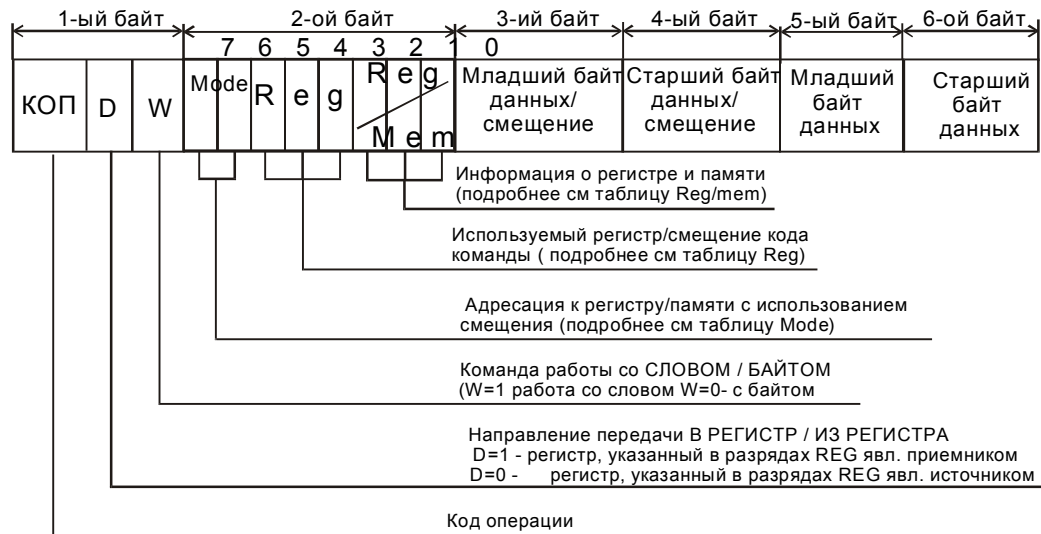 1-ый байт 2-ой байт 3-ий байт 4-ый байт 5-ый байт 6-ой байт
7 6 5 4 3 2 1 0
КОП D W Mode Reg Reg/Mem
Младший байт данных/ смещение
Старший байт данных/ смещение
Младший байт данных
Старший байт данных
Информация о регистре и памяти
(подробнее см таблицу Reg/mem)
Используемый регистр/смещение кода
команды ( подробнее см таблицу Reg)
Адресация к регистру/памяти с использованием
смещения (подробнее см таблицу Mode)
Команда работы со СЛОВОМ / БАЙТОМ
(W=1 работа со словом W=0- с байтом
Направление передачи В РЕГИСТР / ИЗ РЕГИСТРА
D=1 - регистр, указанный в разрядах REG явл. приемником
D=0 - регистр, указанный в разрядах REG явл. источником
Код операции